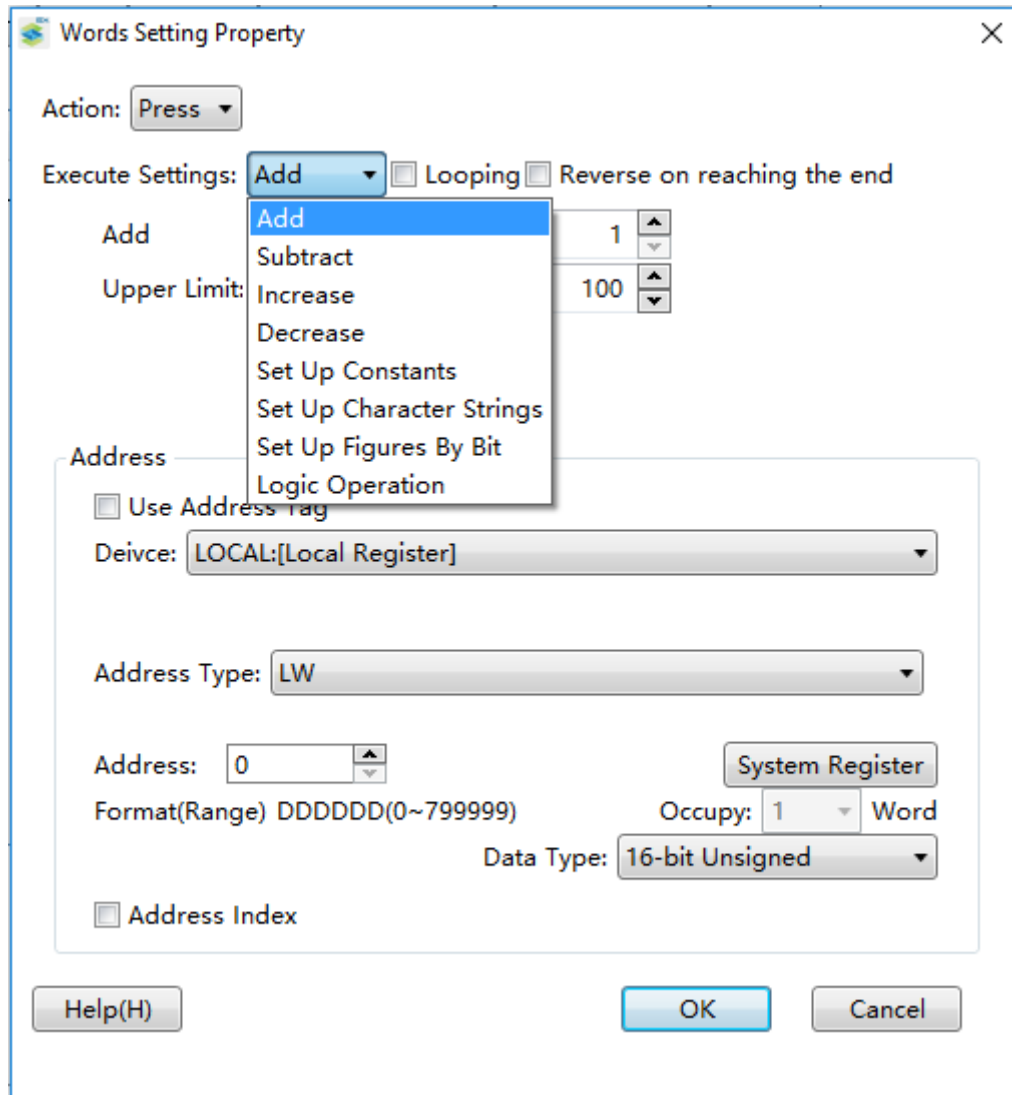 Words Setting Property
Action: Press
Execute Settings: Add Looping Reverse on reaching the end
Add 1
Upper Limit: 100
Add
Subtract
Increase
Decrease
Set Up Constants
Set Up Character Strings
Set Up Figures By Bit
Logic Operation
Address
Use Address Tag
Deivce: LOCAL:[Local Register]
Address Type: LW
Address: 0 System Register
Format(Range) DDDDDD(0~799999) Occupy: 1 Word
Data Type: 16-bit Unsigned
Address Index
Help(H) OK Cancel